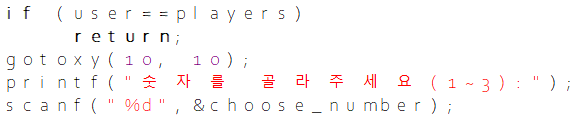 if (user==players)
return;
gotoxy(10, 10);
printf("숫자를 골라주세요(1~3):");
scanf("%d",&choose_number);